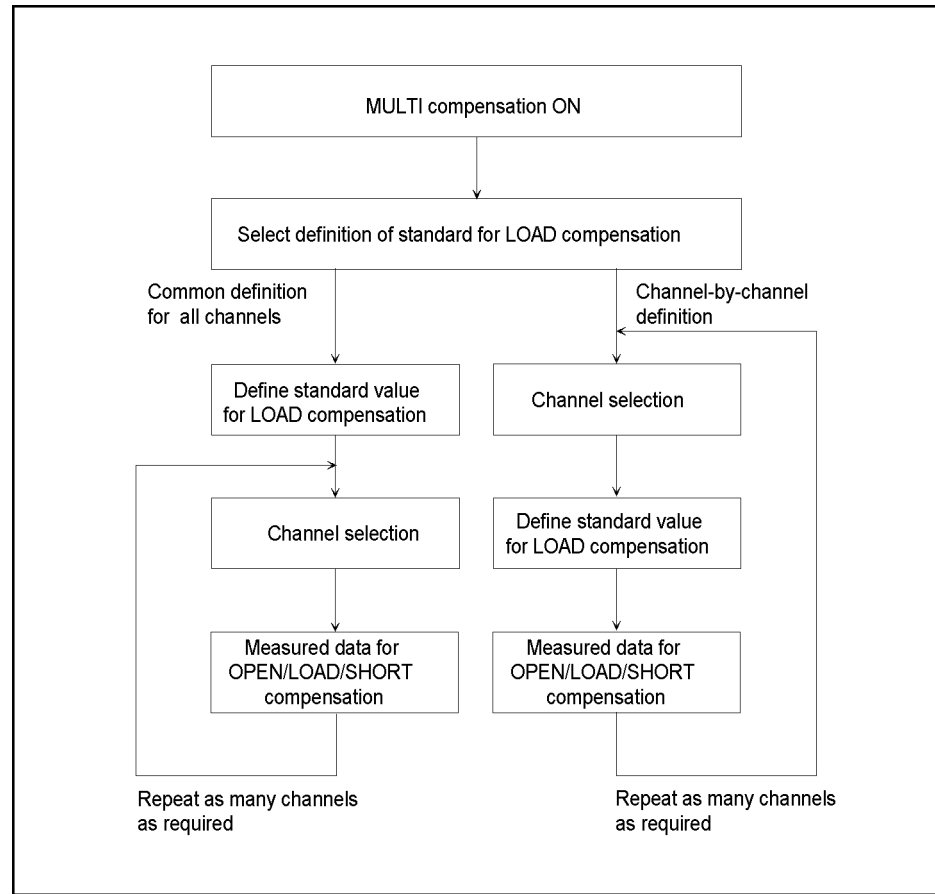 MULTI compensation ON
Select definition of standard for LOAD compensation
Common definition
for all channels
Define standard value
for LOAD compensation
Channel selection
Measured data for
OPEN/LOAD/SHORT
compensation
Repeat as many channels
as required
Channel-by-channel
definition
Channel selection
Define standard value
for LOAD compensation
Measured data for
OPEN/LOAD/SHORT
compensation
Repeat as many channels
as required